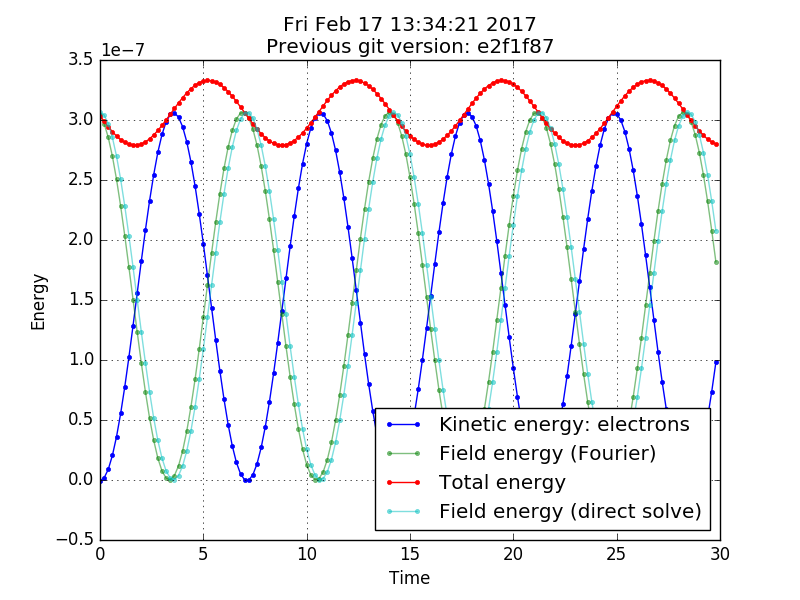 Fri Feb 17 13:34:21 2017
Previous git version: e2f1f87
1e−7
3.5
3.0
2.5
2.0
1.5
1.0
0.5
0.0
−0.5
Energy
Kinetic energy: electrons
Field energy (Fourier)
Total energy
Field energy (direct solve)
0 5 10 15 20 25 30
Time